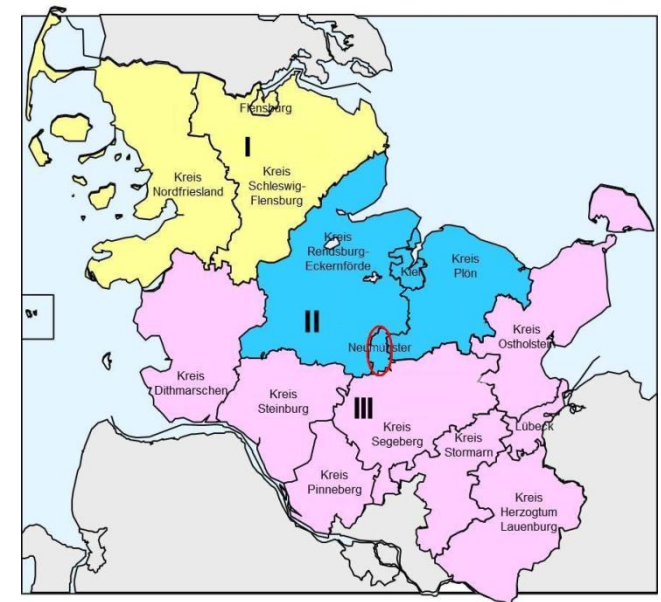 Flensburg
I
Kreis
Nordfriesland
Kreis
Schleswig-
Flensburg
Kreis
Rendsburg-
Eckernförde
Kiel
Kreis
Plön
II
Neumünster
Kreis
Ostholstein
Kreis
Dithmarschen
Kreis
Steinburg
III
Kreis
Segeberg
Kreis
Stormarn
Lübeck
Kreis
Pinneberg
Kreis
Herzogtum
Lauenburg